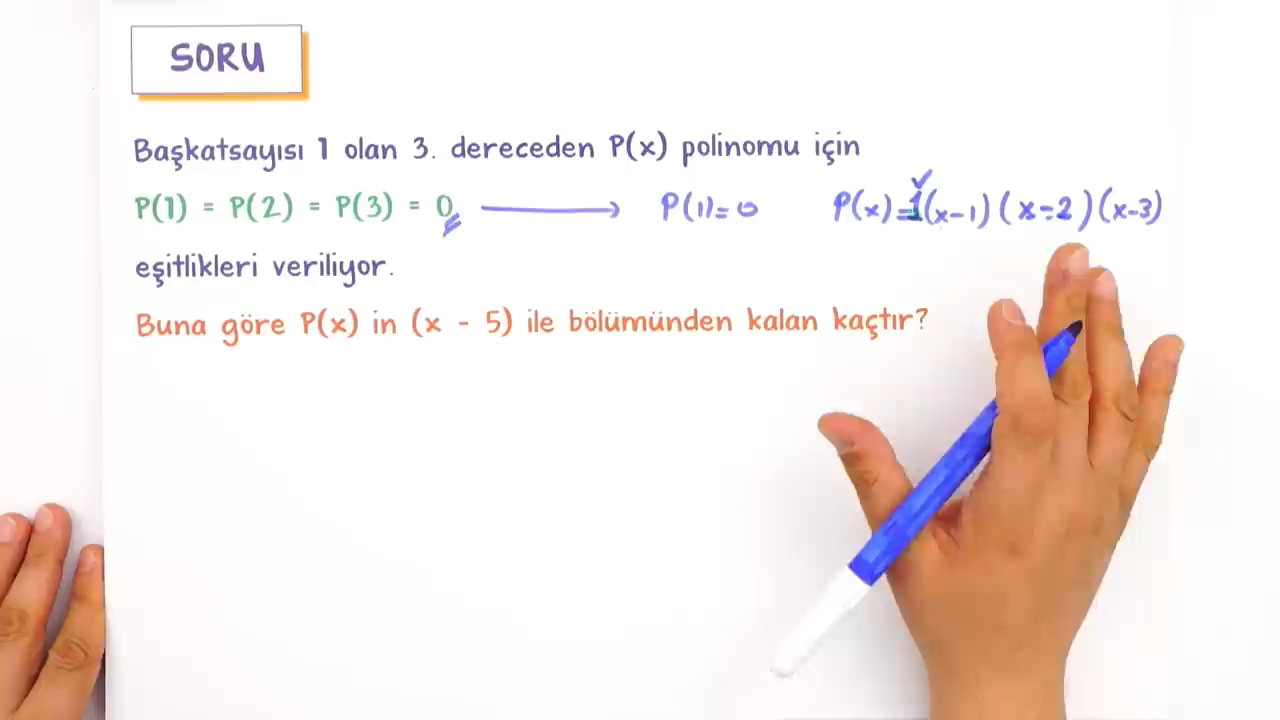 SORU
Başkatsayısı 1 olan 3. dereceden P(x) polinomu için
P(1) = P(2) = P(3) = 0 P(1)=0 P(x)=1(x-1)(x-2)(x-3)
eşitlikleri veriliyor.
Buna göre P(x) in (x - 5) ile bölümünden kalan kaçtır?